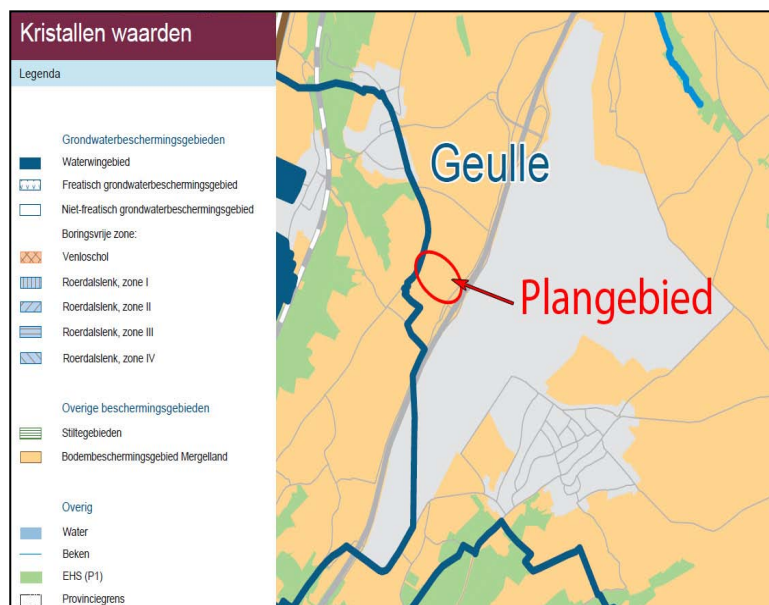 Kristallen waarden
Legenda
Grondwaterbeschermingsgebieden
Waterwingebied
Freatisch grondwaterbeschermingsgebied
Niet-freatisch grondwaterbeschermingsgebied
Boringsvrije zone:
Venloschol
Roerdalslenk, zone I
Roerdalslenk, zone II
Roerdalslenk, zone III
Roerdalslenk, zone IV
Overige beschermingsgebieden
Stiltegebieden
Bodembeschermingsgebied Mergelland
Overig
Water
Beken
EHS (P1)
Provinciegrens
Geulle
Plangebied